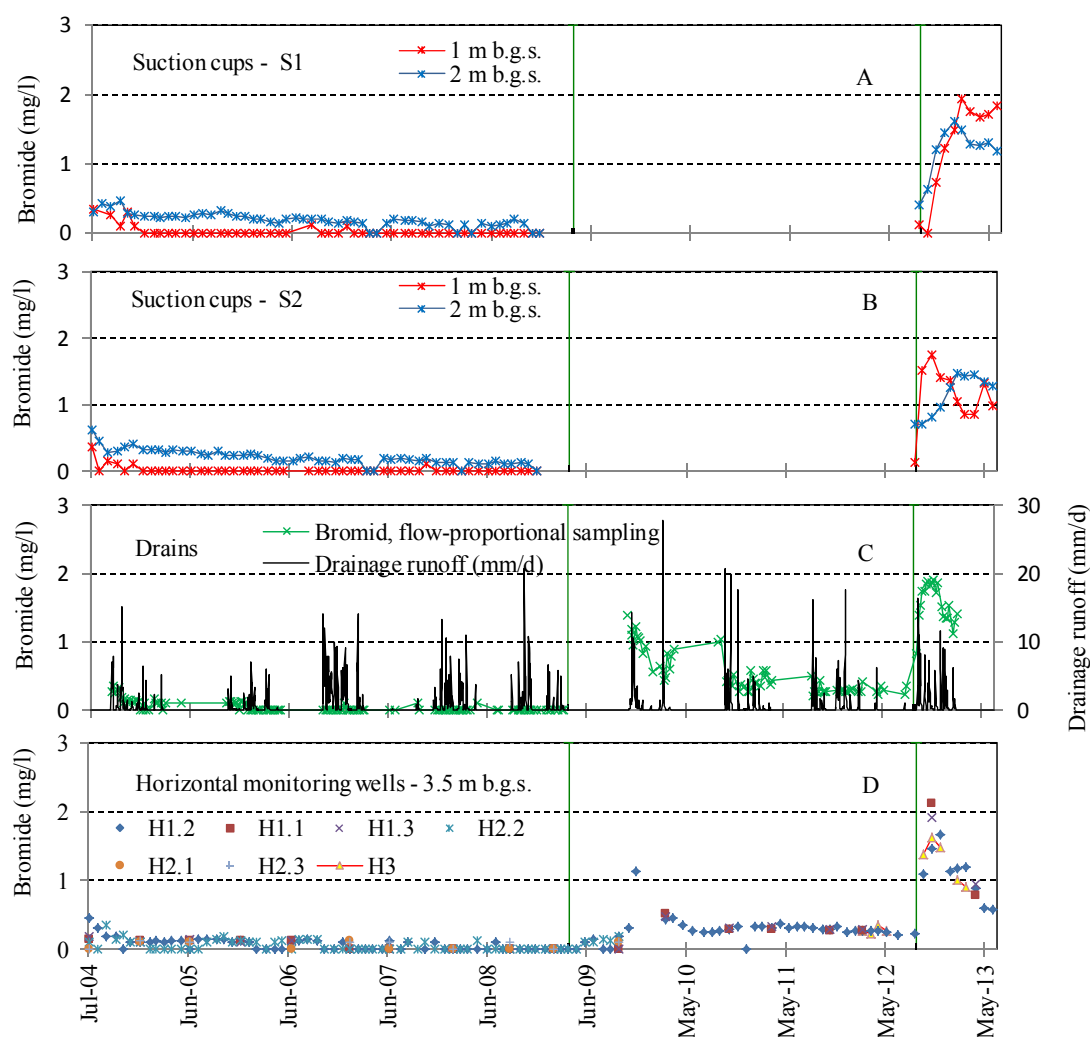 3
2
1
0
Bromide (mg/l)
Suction cups -  S1
1 m b.g.s.
2 m b.g.s.
A
3
2
1
0
Bromide (mg/l)
Suction cups -  S2
1 m b.g.s.
2 m b.g.s.
B
3
2
1
0
Bromide (mg/l)
Drains
Bromid, flow-proportional sampling
Drainage runoff (mm/d)
C
30
20
10
0
Drainage runoff (mm/d)
3
2
1
0
Bromide (mg/l)
Horizontal monitoring wells - 3.5 m b.g.s.
D
H1.2 H1.1 H1.3 H2.2
H2.1 H2.3 H3
Jul-04 Jun-05 Jun-06 Jun-07 Jun-08 Jun-09 May-10 May-11 May-12 May-13